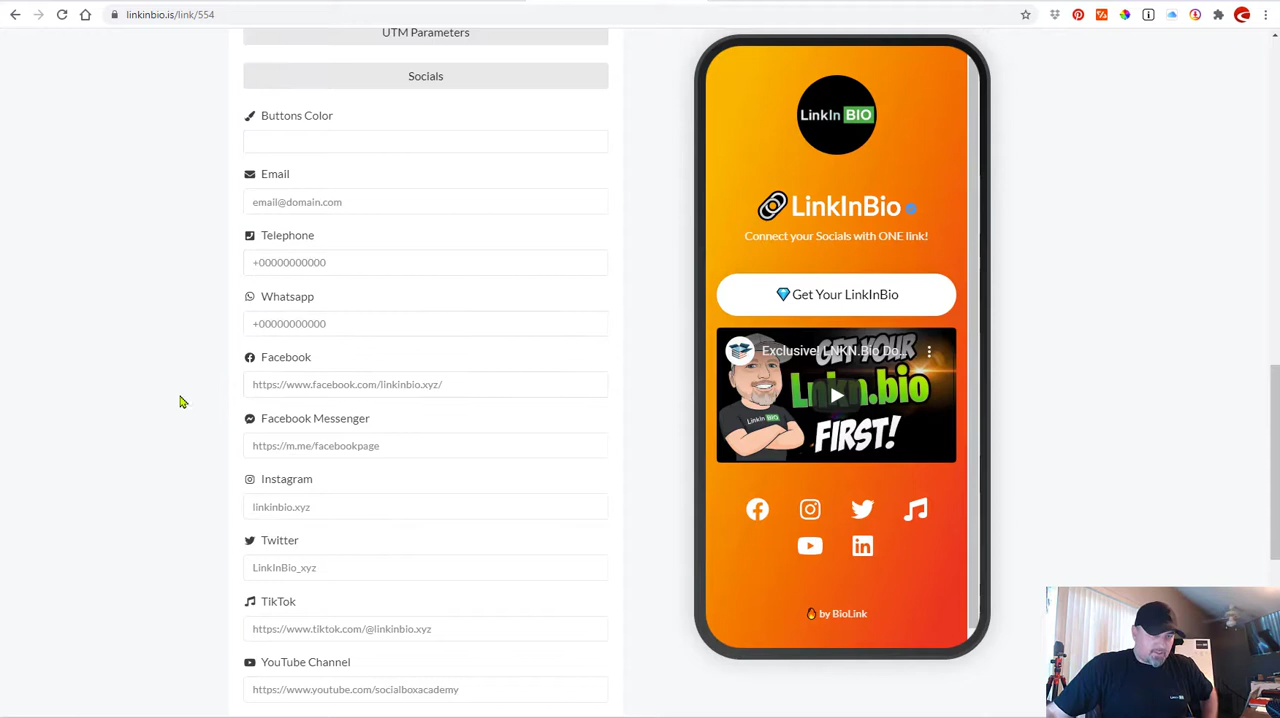 linkinbio.is/link/554
UTM Parameters
Socials
Buttons Color
Email
email@domain.com
Telephone
+00000000000
Whatsapp
+00000000000
Facebook
https://www.facebook.com/linkinbio.xyz/
Facebook Messenger
https://m.me/facebookpage
Instagram
linkinbio.xyz
Twitter
LinkInBio_xyz
TikTok
https://www.tiktok.com/@linkinbio.xyz
YouTube Channel
https://www.youtube.com/socialboxacademy
LinkIn BIO
LinkInBio
Connect your Socials with ONE link!
Get Your LinkInBio
Exclusive! LNKN.Bio Do...
GET YOUR
Lnkn.bio
FIRST!
LinkIn BIO
by BioLink